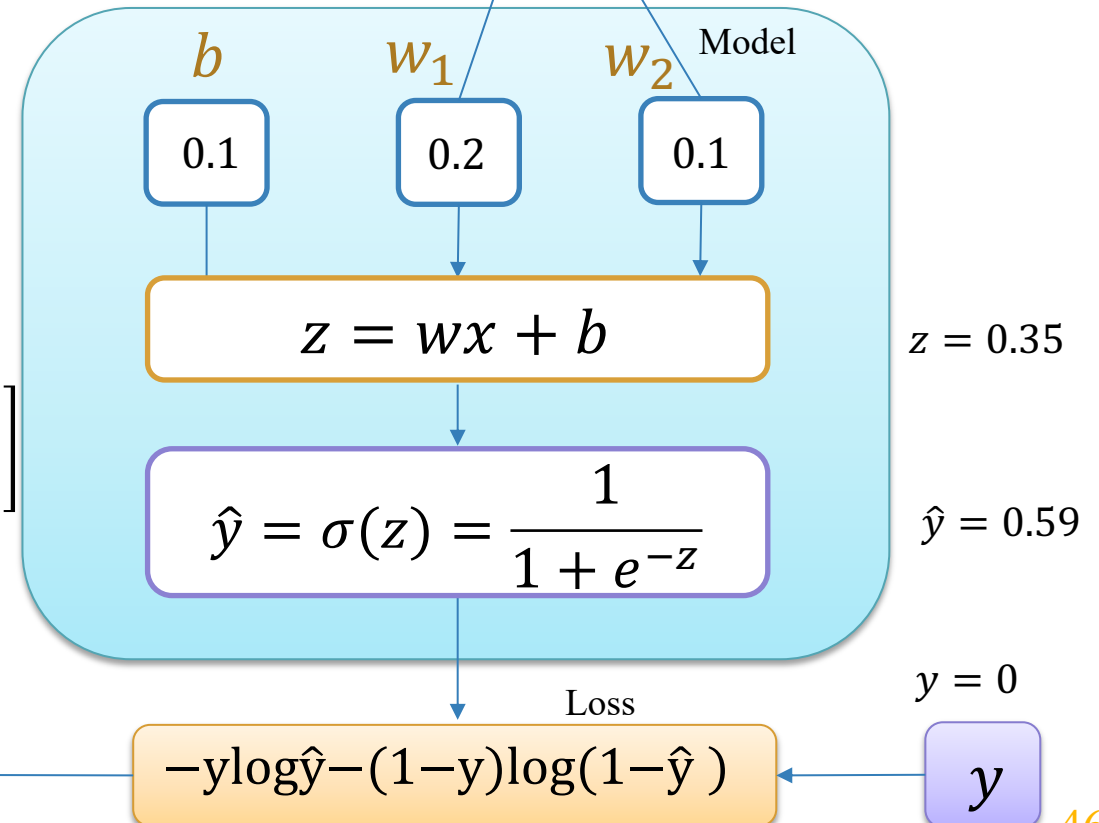 b w₁ w₂ Model
0.1 0.2 0.1
z = wx + b
z = 0.35
]
ŷ = σ(z) = 1 / (1 + e^{−z})
ŷ = 0.59
y = 0
Loss
−ylogŷ−(1−y)log(1−ŷ )
y
46